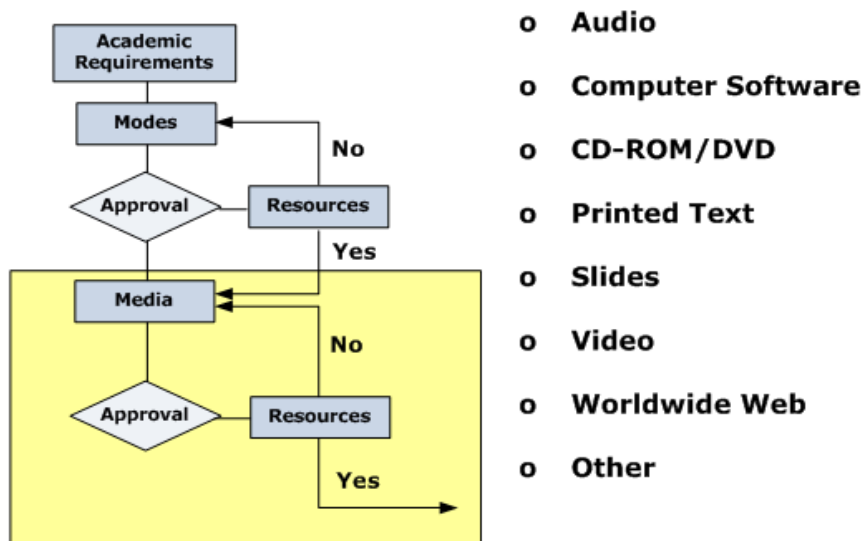 Academic
Requirements
Modes
No
Approval
Resources
Yes
Media
No
Approval
Resources
Yes
o Audio
o Computer Software
o CD-ROM/DVD
o Printed Text
o Slides
o Video
o Worldwide Web
o Other